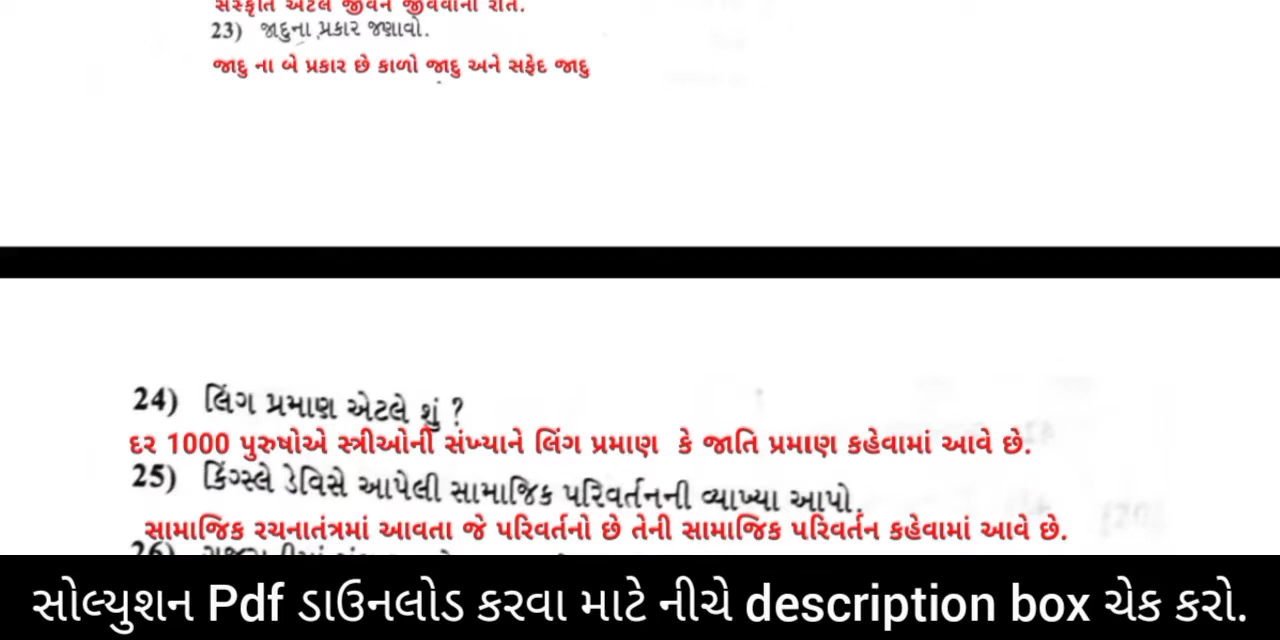 સંસ્કૃતિ એટલે જીવન જીવવાની રીત.
23) જાદુના પ્રકાર જણાવો.
જાદુ ના બે પ્રકાર છે કાળો જાદુ અને સફેદ જાદુ
24) લિંગ પ્રમાણ એટલે શું ?
દર 1000 પુરુષોએ સ્ત્રીઓની સંખ્યાને લિંગ પ્રમાણ કે જાતિ પ્રમાણ કહેવામાં આવે છે.
25) કિંગ્સ્લે ડેવિસે આપેલી સામાજિક પરિવર્તનની વ્યાખ્યા આપો.
સામાજિક રચનાતંત્રમાં આવતા જે પરિવર્તનો છે તેની સામાજિક પરિવર્તન કહેવામાં આવે છે.
26)
સોલ્યુશન Pdf ડાઉનલોડ કરવા માટે નીચે description box ચેક કરો.